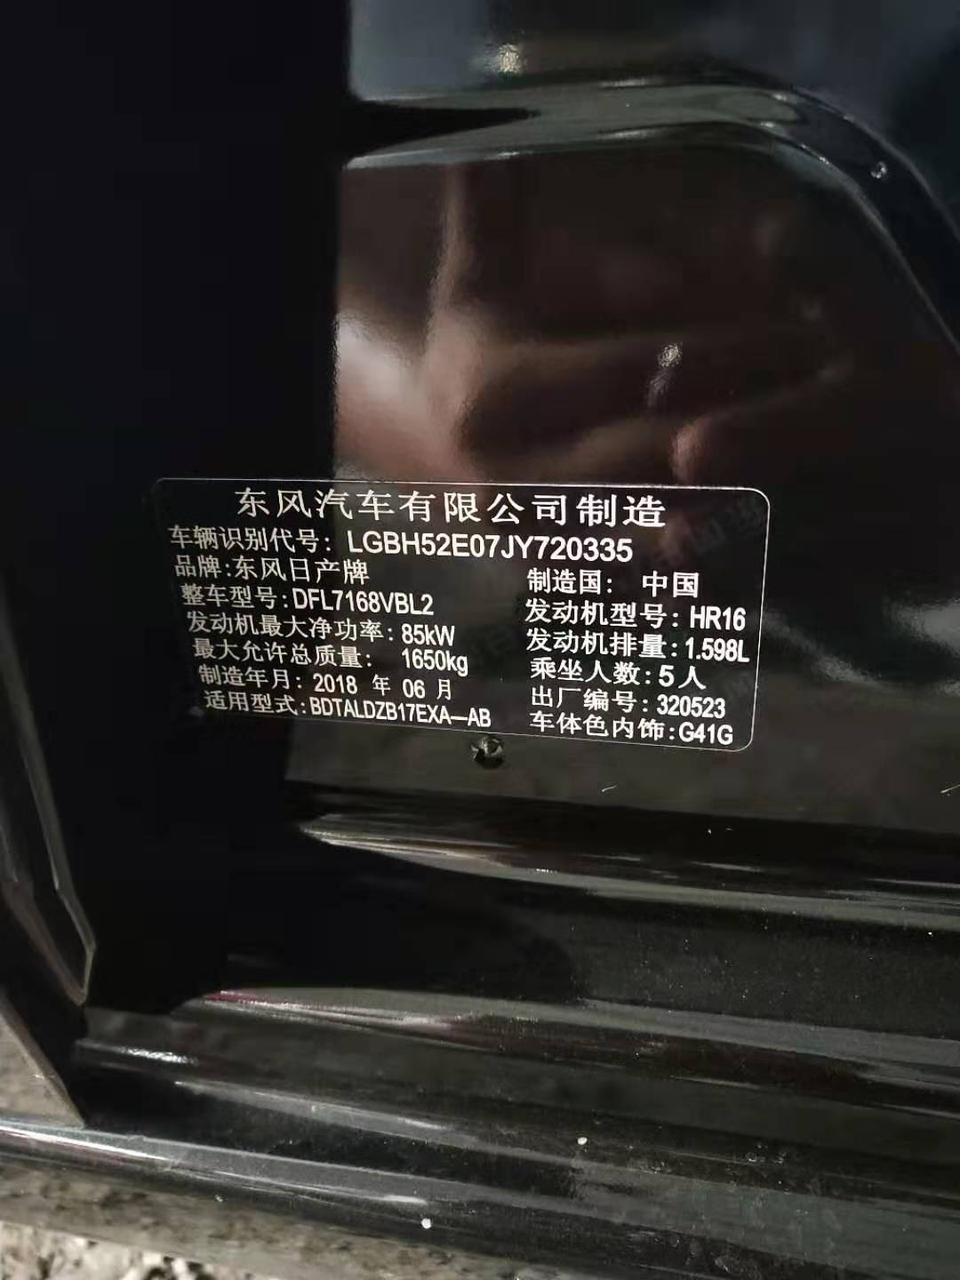 东风汽车有限公司制造
车辆识别代号: LGBH52E07JY720335
品牌:东风日产牌 制造国: 中国
整车型号:DFL7168VBL2 发动机型号: HR16
发动机最大净功率: 85kW 发动机排量:1.598L
最大允许总质量: 1650kg 乘坐人数:5人
制造年月: 2018 年 06 月 出厂编号: 320523
适用型式:BDTALDZB17EXA—AB 车体色内饰:G41G